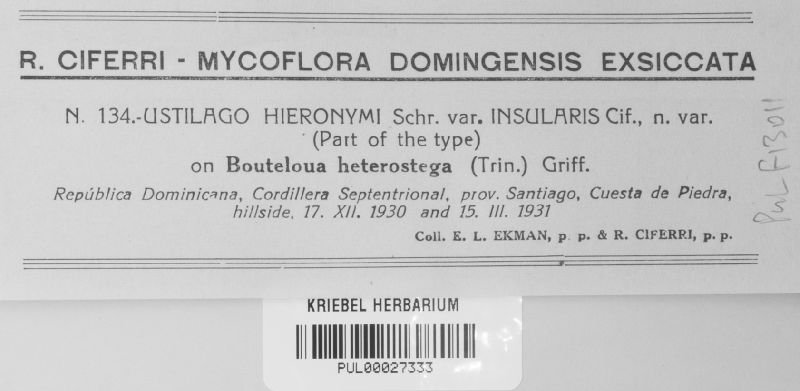 R. CIFERRI - MYCOFLORA DOMINGENSIS EXSICCATA
N. 134.-USTILAGO HIERONYMI Schr. var. INSULARIS Cif., n. var.
(Part of the type)
on Bouteloua heterostega (Trin.) Griff.
República Dominicana, Cordillera Septentrional, prov. Santiago, Cuesta de Piedra,
hillside, 17. XII. 1930 and 15. III. 1931
Coll. E. L. EKMAN, p. p. & R. CIFERRI, p. p.
PUL F13011
KRIEBEL HERBARIUM
PUL00027333